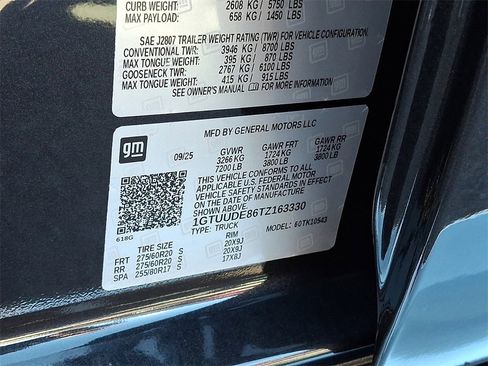 CURB WEIGHT: 2608 KG / 5750 LBS
MAX PAYLOAD: 658 KG / 1450 LBS
SAE J2807 TRAILER WEIGHT RATING (TWR) FOR VEHICLE CONFIGURATION.
CONVENTIONAL TWR: 3946 KG / 8700 LBS
MAX TONGUE WEIGHT: 395 KG / 870 LBS
GOOSENECK TWR: 2767 KG / 6100 LBS
MAX TONGUE WEIGHT: 415 KG / 915 LBS
SEE OWNER'S MANUAL OR
gm
MFD BY GENERAL MOTORS LLC
09/25 GVWR GAWR FRT GAWR RR
3266 KG 1724 KG 1724 KG
7200 LB 3800 LB 3800 LB
THIS VEHICLE CONFORMS TO ALL
APPLICABLE U.S. FEDERAL MOTOR
VEHICLE SAFETY
PREVENTION STANDARDS IN EFFECT ON THE
DATE OF MANUFACTURE SHOWN ABOVE.
1GTUUDE86TZ163330
TYPE: TRUCK MODEL: 60TK10543
618G
TIRE SIZE RIM
FRT 275/60R20 S 20X9J
RR 275/60R20 S 20X9J
SPA 255/80R17 S 17X8J